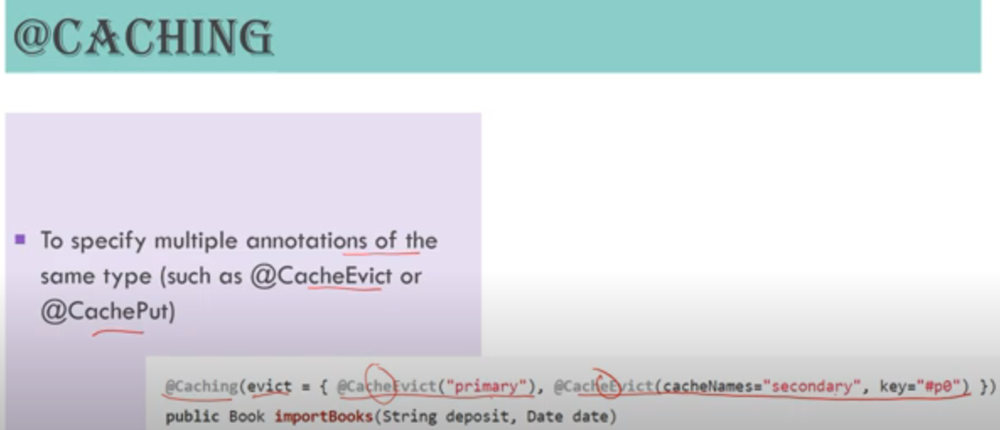 @CACHING
To specify multiple annotations of the
same type (such as @CacheEvict or
@CachePut)
@Caching(evict = { @CacheEvict("primary"), @CacheEvict(cacheNames="secondary", key="#p0") })
public Book importBooks(String deposit, Date date)